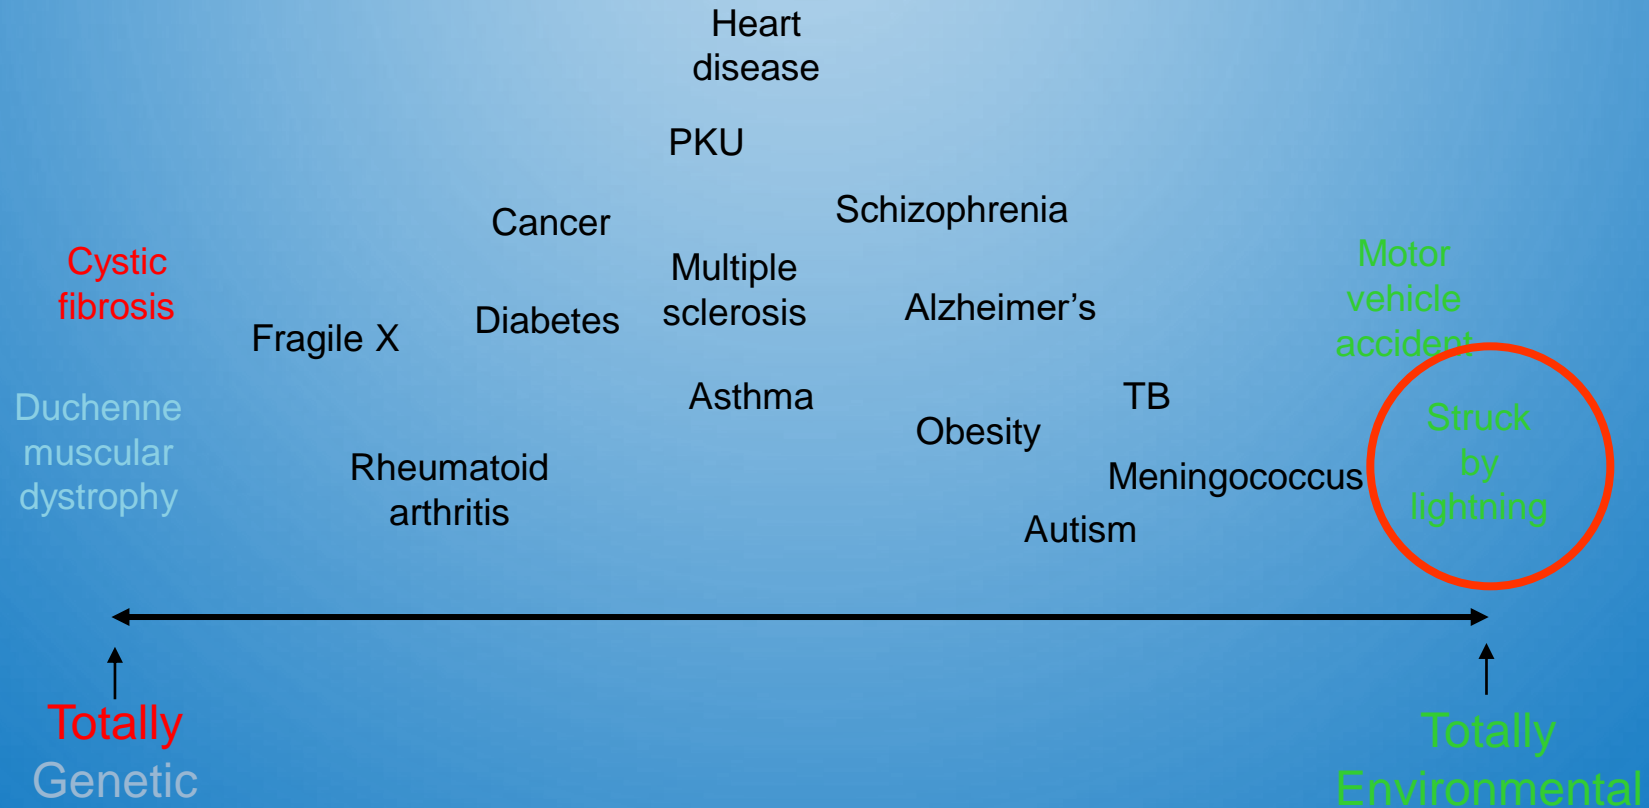 Heart
disease
PKU
Cancer
Schizophrenia
Cystic
fibrosis
Multiple
sclerosis
Motor
vehicle
accident
Fragile X
Diabetes
Alzheimer’s
Duchenne
muscular
dystrophy
Asthma
TB
Obesity
Struck
by
lightning
Rheumatoid
arthritis
Meningococcus
Autism
Totally
Genetic
Totally
Environmental